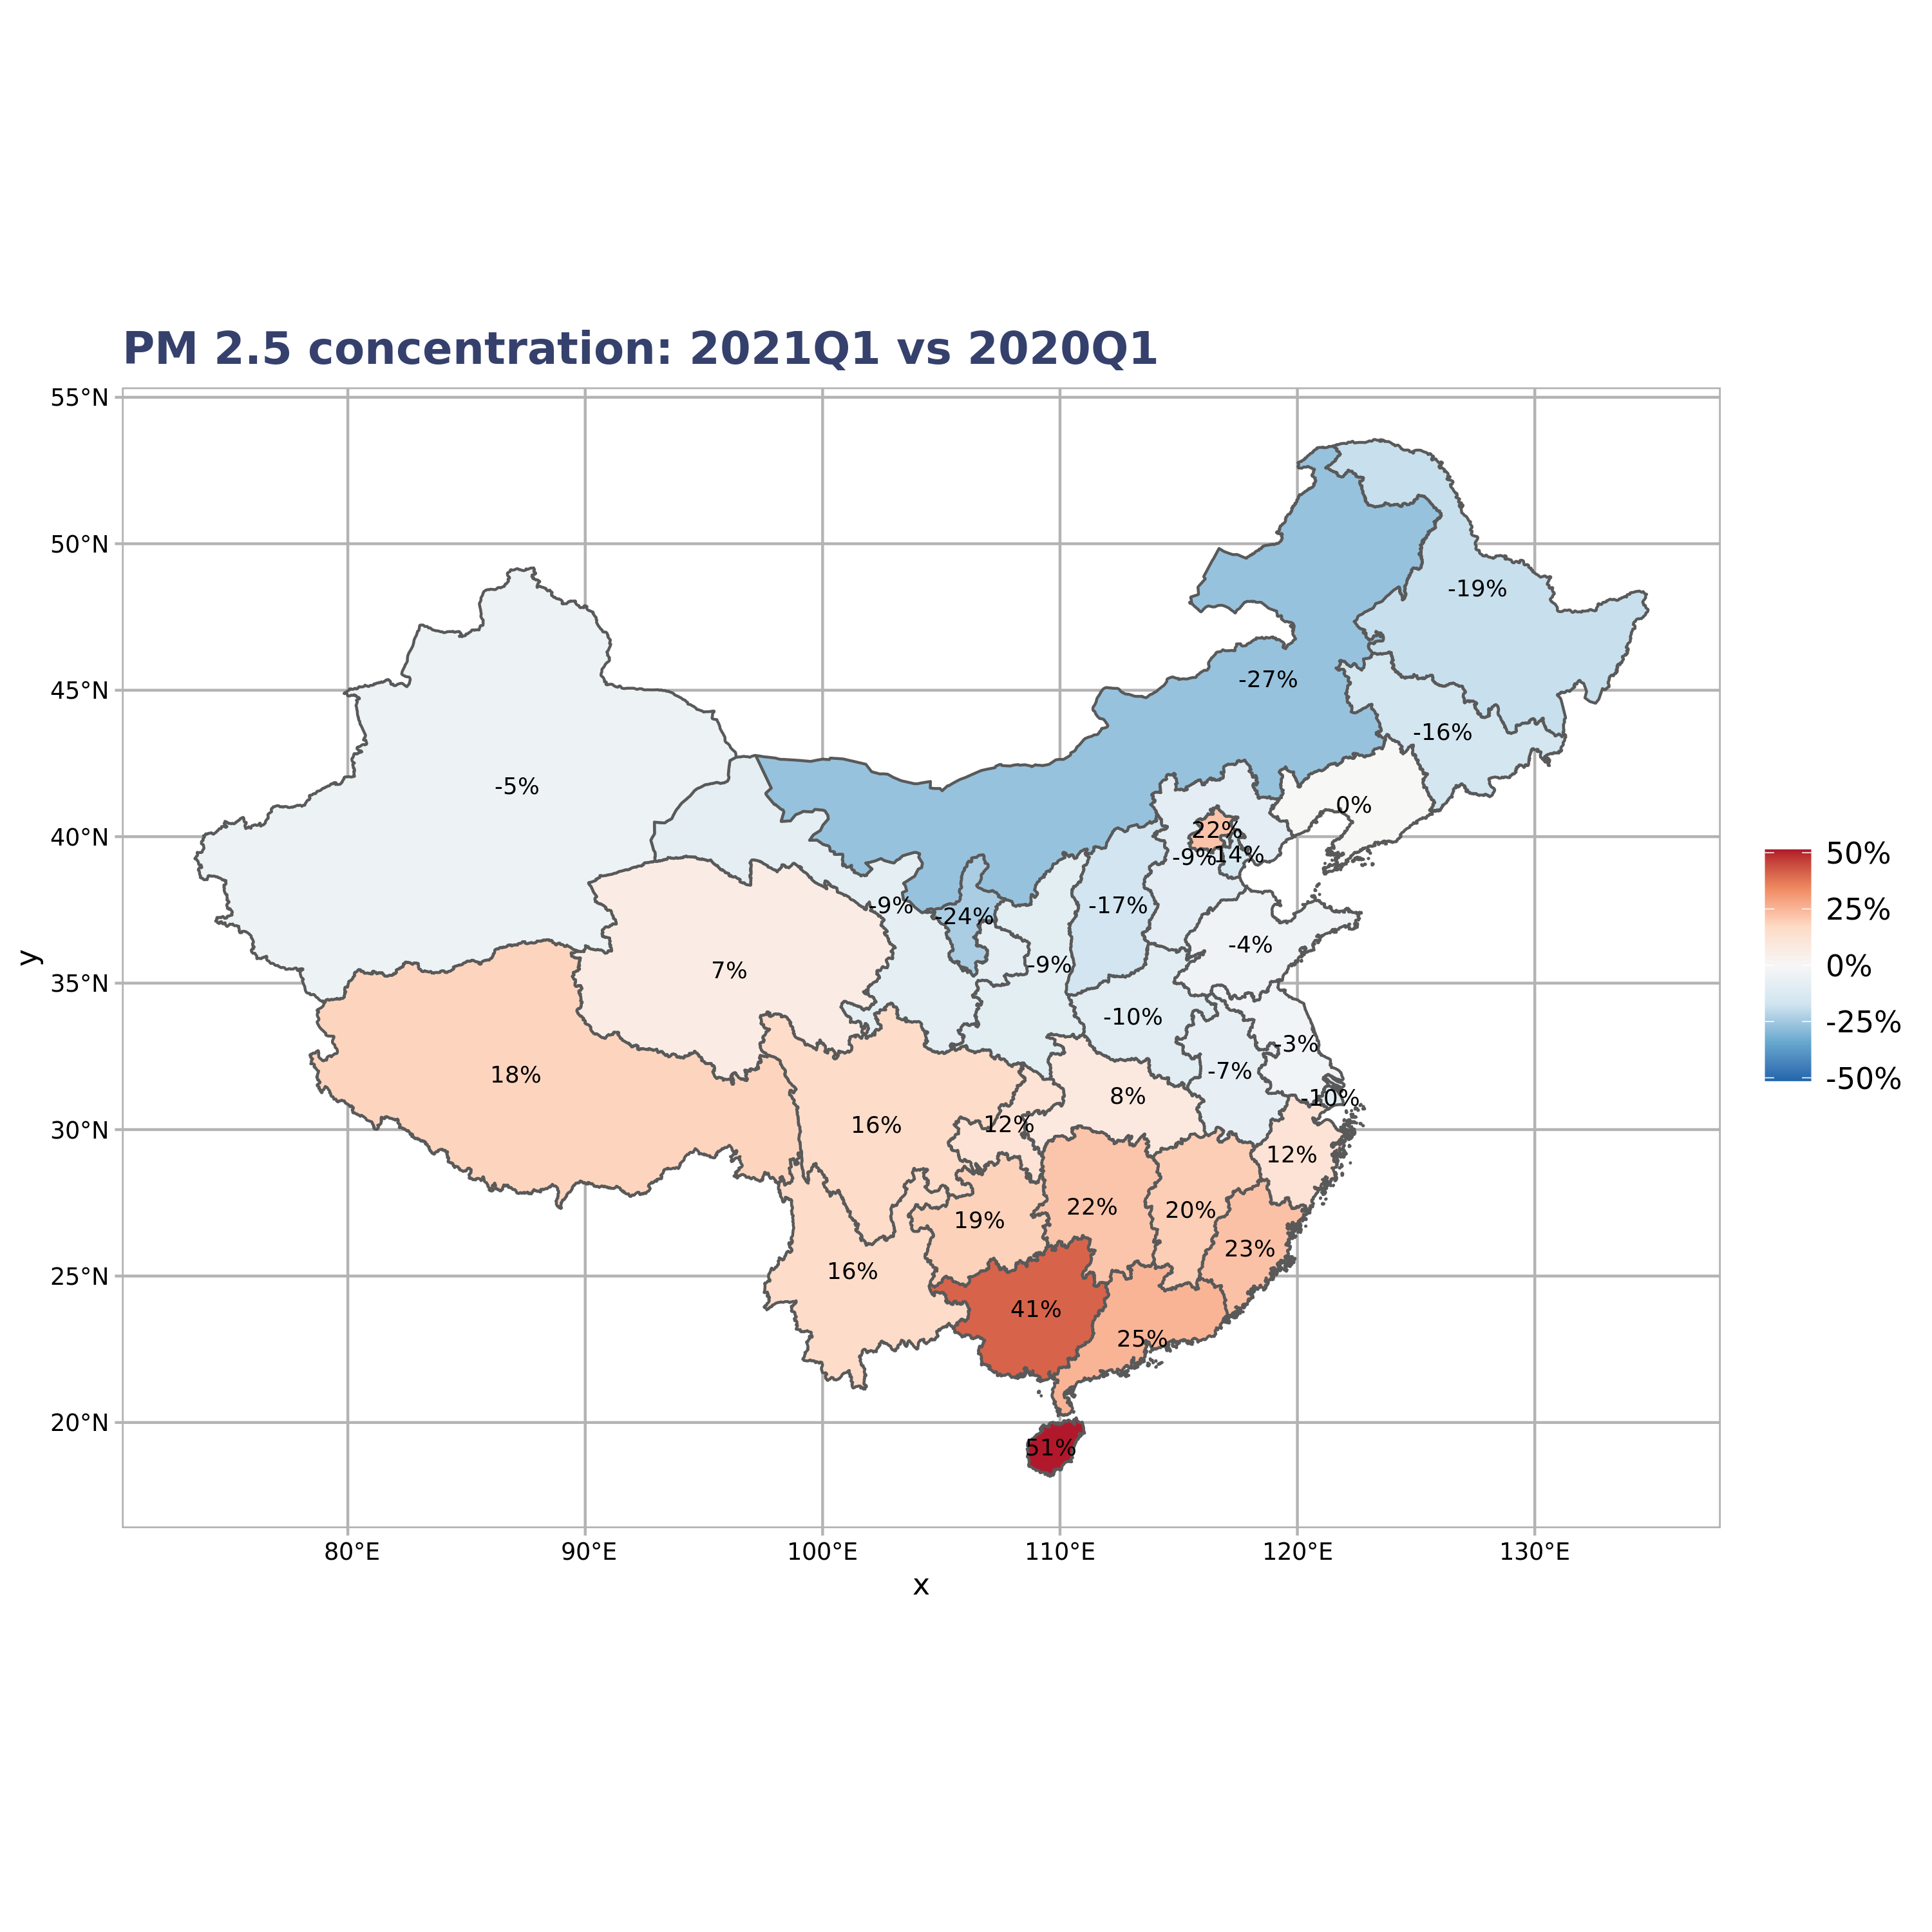 PM 2.5 concentration: 2021Q1 vs 2020Q1
55°N
50°N
45°N
40°N
35°N
30°N
25°N
20°N
y
-19%
-27%
-16%
-5%
0%
22%
-9%
-14%
-9%
-24%
-17%
-4%
-9%
7%
-10%
-3%
-7%
18%
8%
-10%
16%
12%
12%
22%
20%
19%
23%
16%
41%
25%
51%
80°E
90°E
100°E
110°E
120°E
130°E
x
50%
25%
0%
-25%
-50%